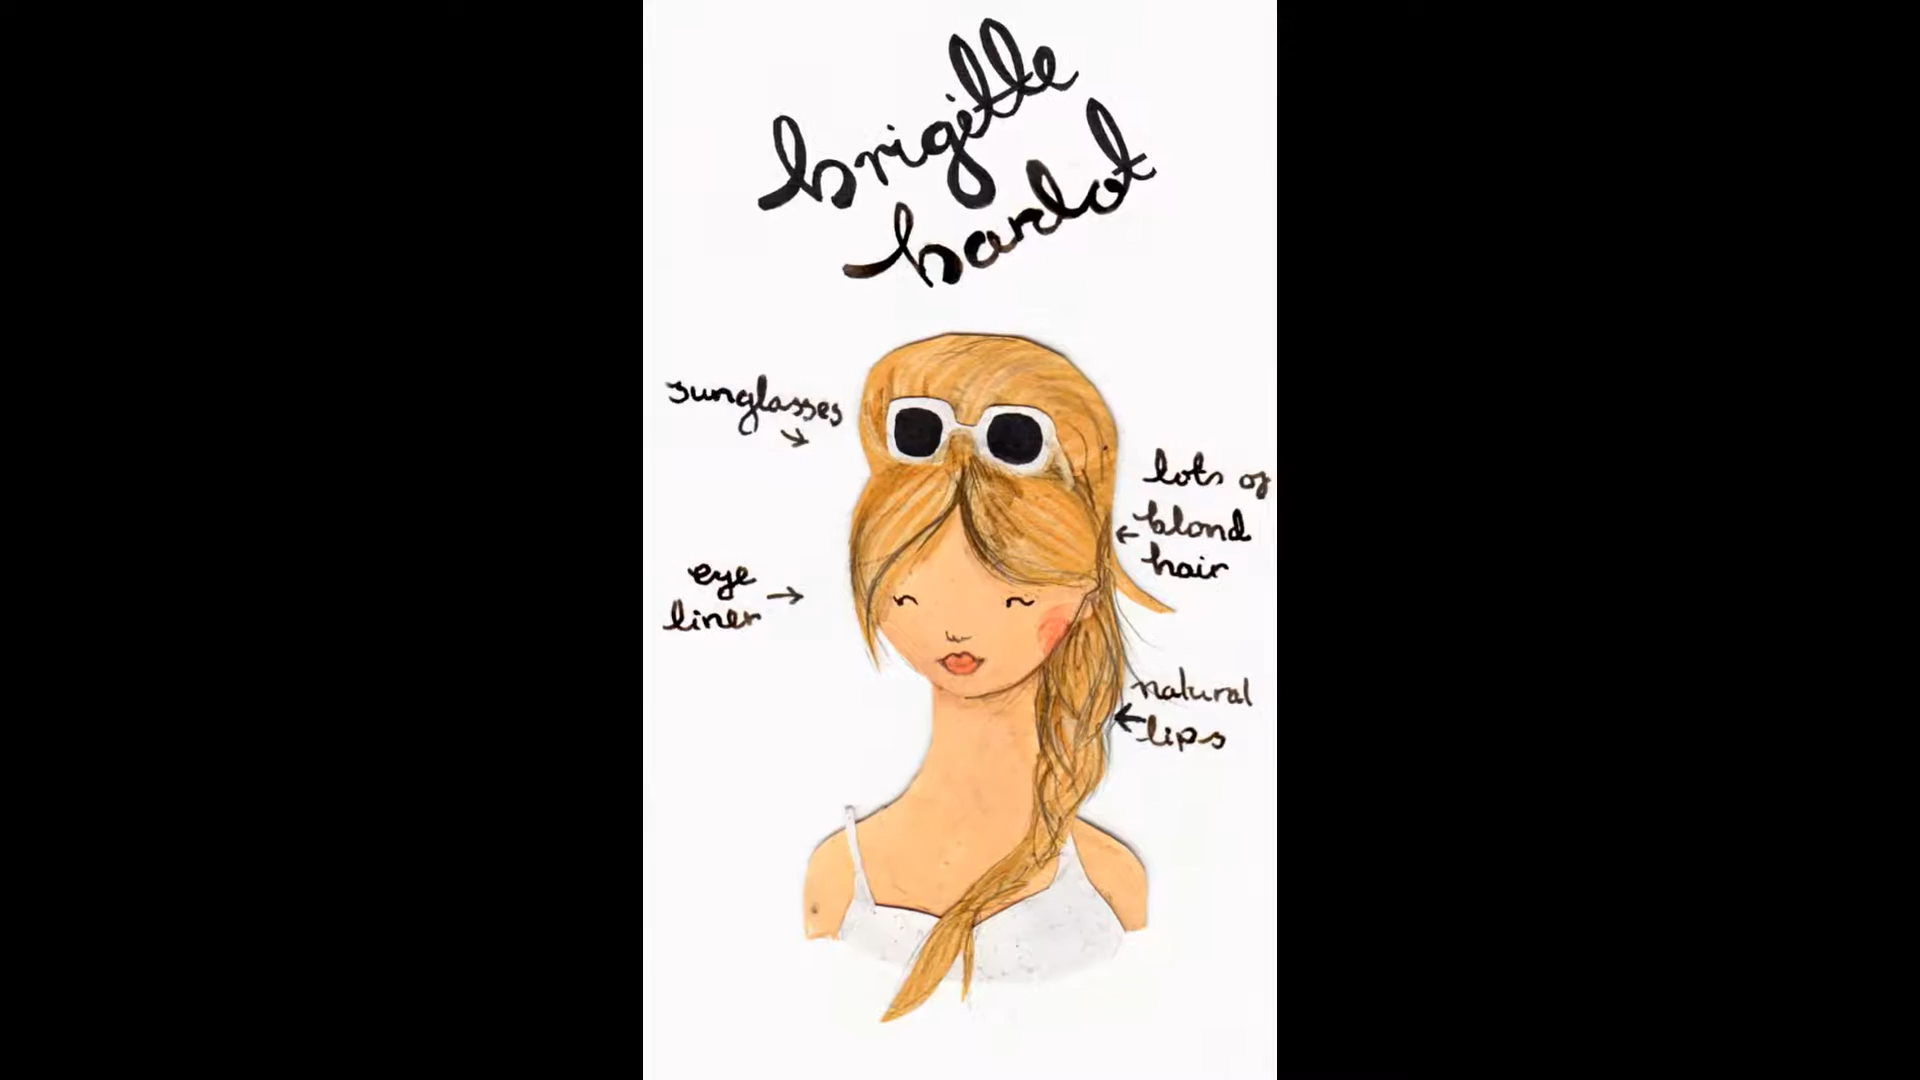 brigitte
bardot
sunglasses
lots of
blond
hair
eye
liner
natural
lips